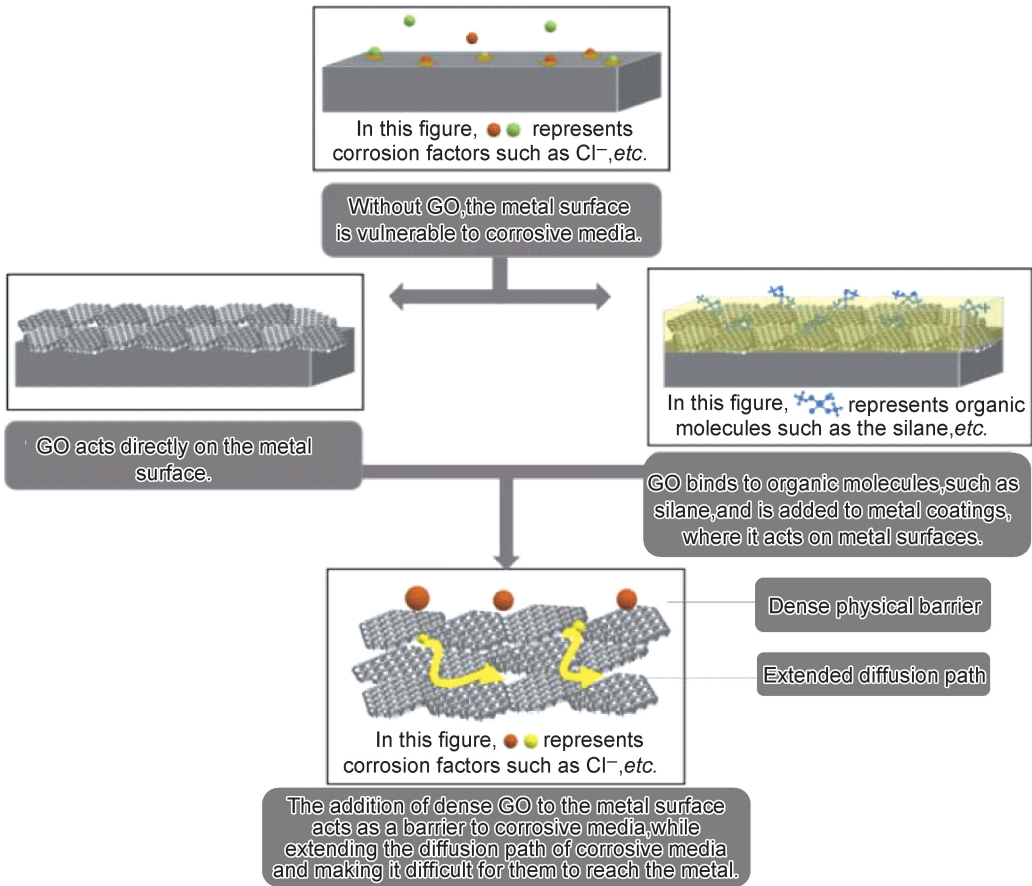 In this figure, represents
corrosion factors such as Cl⁻,etc.
Without GO,the metal surface
is vulnerable to corrosive media.
GO acts directly on the metal
surface.
In this figure, represents organic
molecules such as the silane,etc.
GO binds to organic molecules,such as
silane,and is added to metal coatings,
where it acts on metal surfaces.
Dense physical barrier
Extended diffusion path
In this figure, represents
corrosion factors such as Cl⁻,etc.
The addition of dense GO to the metal surface
acts as a barrier to corrosive media,while
extending the diffusion path of corrosive media
and making it difficult for them to reach the metal.